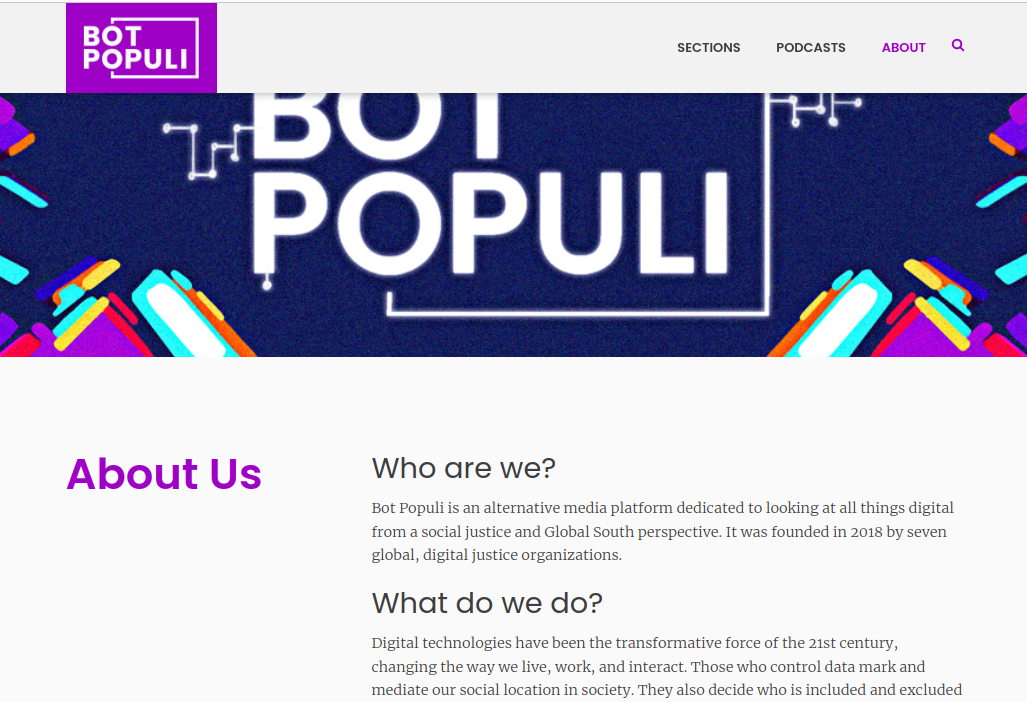 BOT
POPULI
SECTIONS PODCASTS ABOUT
BOT
POPULI
About Us
Who are we?
Bot Populi is an alternative media platform dedicated to looking at all things digital
from a social justice and Global South perspective. It was founded in 2018 by seven
global, digital justice organizations.
What do we do?
Digital technologies have been the transformative force of the 21st century,
changing the way we live, work, and interact. Those who control data mark and
mediate our social location in society. They also decide who is included and excluded